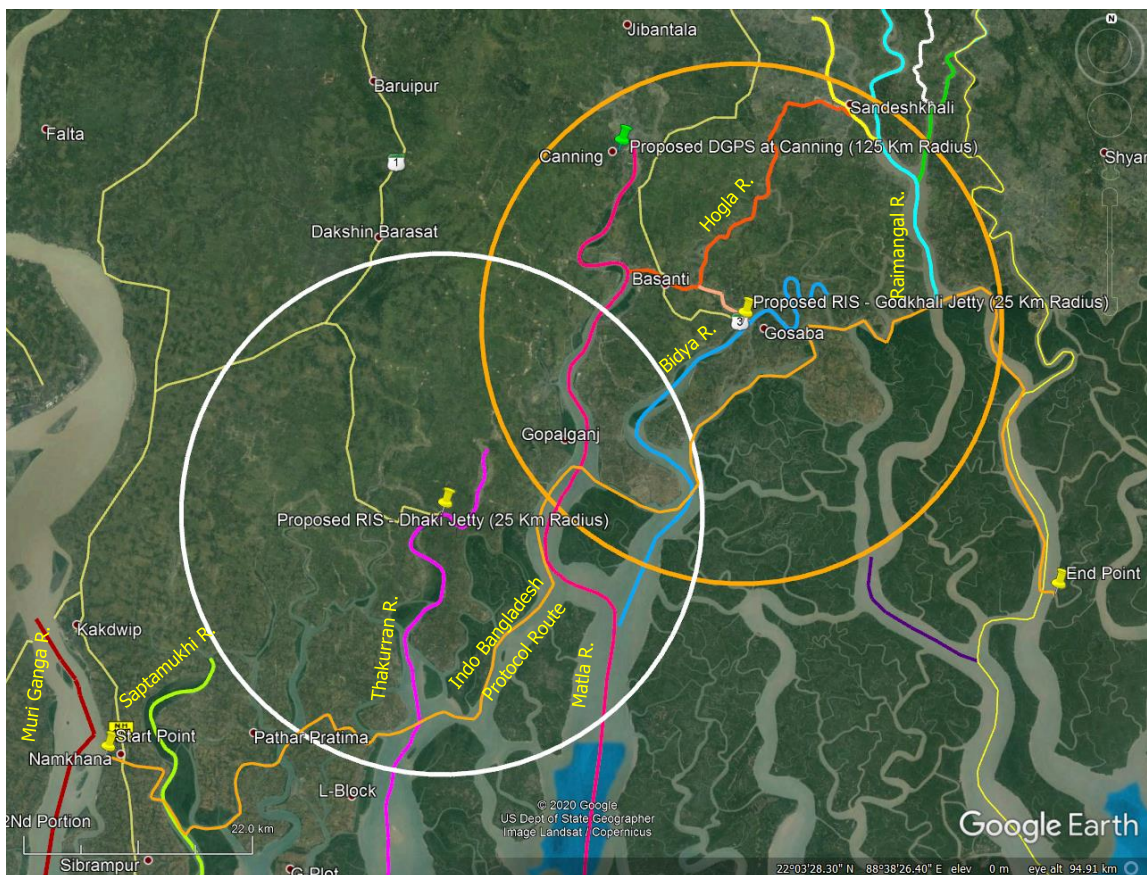 N
Jibantala
Baruipur
Sandeshkhali
Falta
1
Canning
Proposed DGPS at Canning (125 Km Radius)
Shyar
Hogla R.
Raimangal R.
Dakshin Barasat
Basanti
Proposed RIS - Godkhali Jetty (25 Km Radius)
3
Gosaba
Bidya R.
Gopalganj
Proposed RIS - Dhaki Jetty (25 Km Radius)
End Point
Kakdwip
Muri Ganga R.
Saptamukhi R.
Thakurran R.
Indo Bangladesh
Protocol Route
Matla R.
N.H.
Start Point
Namkhana
Pathar Pratima
L-Block
2Nd Portion
22.0 km
Sibrampur
G-Plot
© 2020 Google
US Dept of State Geographer
Image Landsat / Copernicus
Google Earth
22°03'28.30" N 88°38'26.40" E elev 0 m eye alt 94.91 km